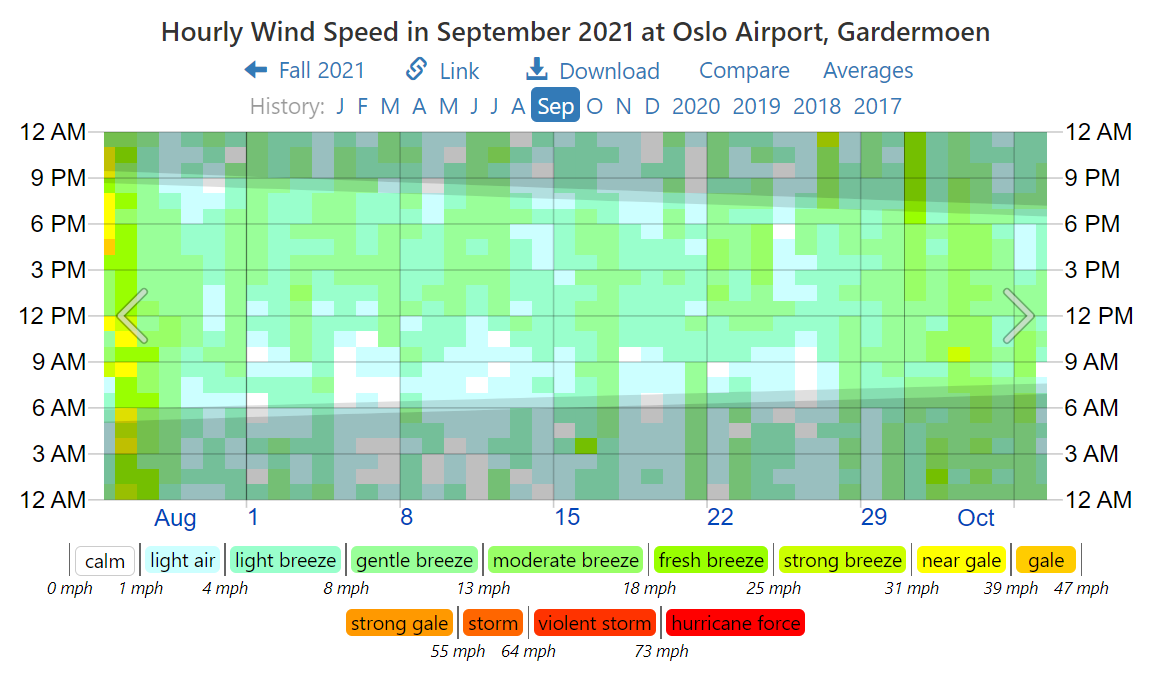 Hourly Wind Speed in September 2021 at Oslo Airport, Gardermoen
Fall 2021 Link Download Compare Averages
History: J F M A M J J A Sep O N D 2020 2019 2018 2017
12 AM 12 AM
9 PM 9 PM
6 PM 6 PM
3 PM 3 PM
12 PM 12 PM
9 AM 9 AM
6 AM 6 AM
3 AM 3 AM
12 AM 12 AM
Aug 1 8 15 22 29 Oct
calm light air light breeze gentle breeze moderate breeze fresh breeze strong breeze near gale gale
0 mph 1 mph 4 mph 8 mph 13 mph 18 mph 25 mph 31 mph 39 mph 47 mph
strong gale storm violent storm hurricane force
55 mph 64 mph 73 mph